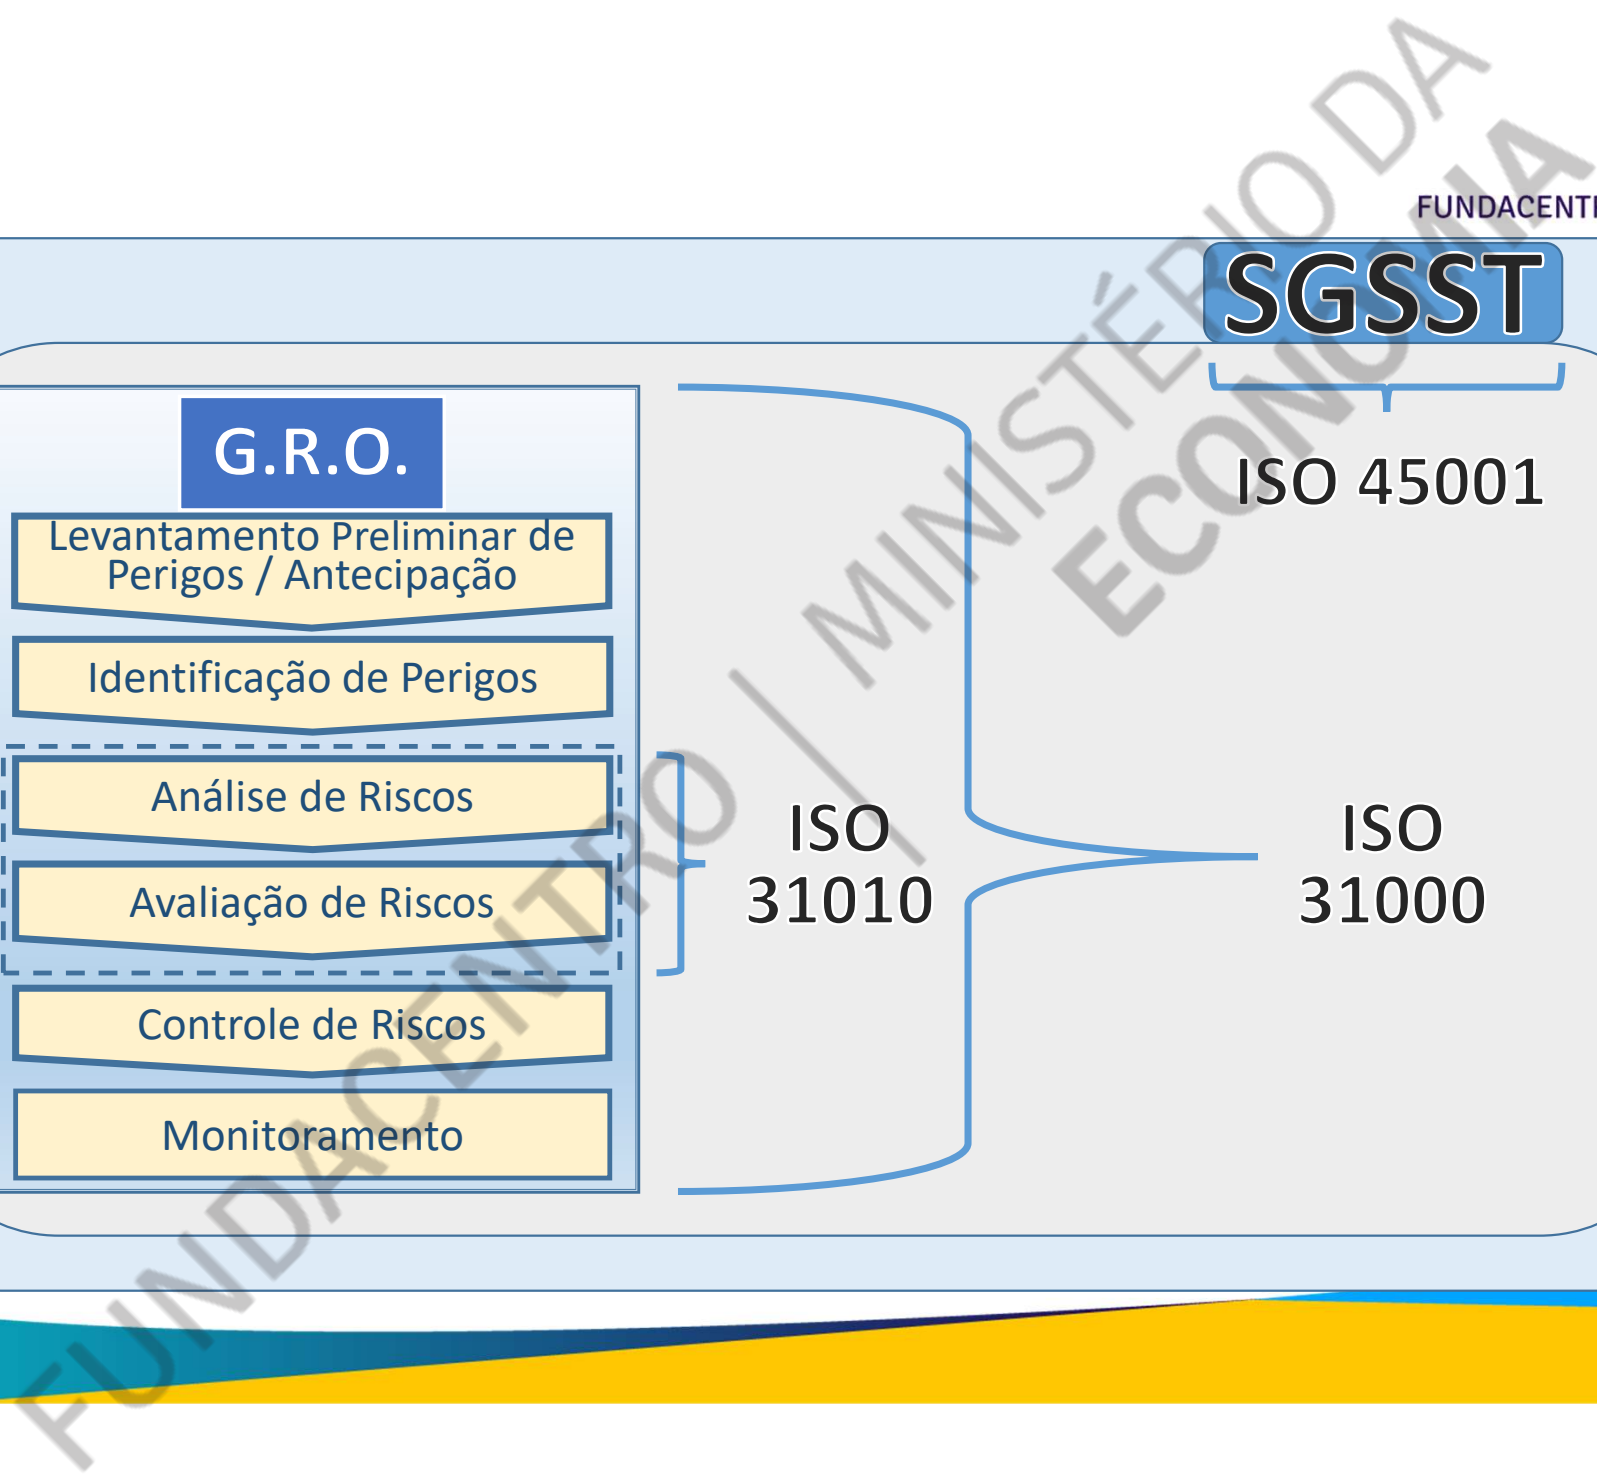 FUNDACENT
SGSST
ISO 45001
G.R.O.
Levantamento Preliminar de
Perigos / Antecipação
Identificação de Perigos
Análise de Riscos
Avaliação de Riscos
Controle de Riscos
Monitoramento
ISO
31010
ISO
31000
FUNDACENTRO | MINISTÉRIO DA
ECONOMIA